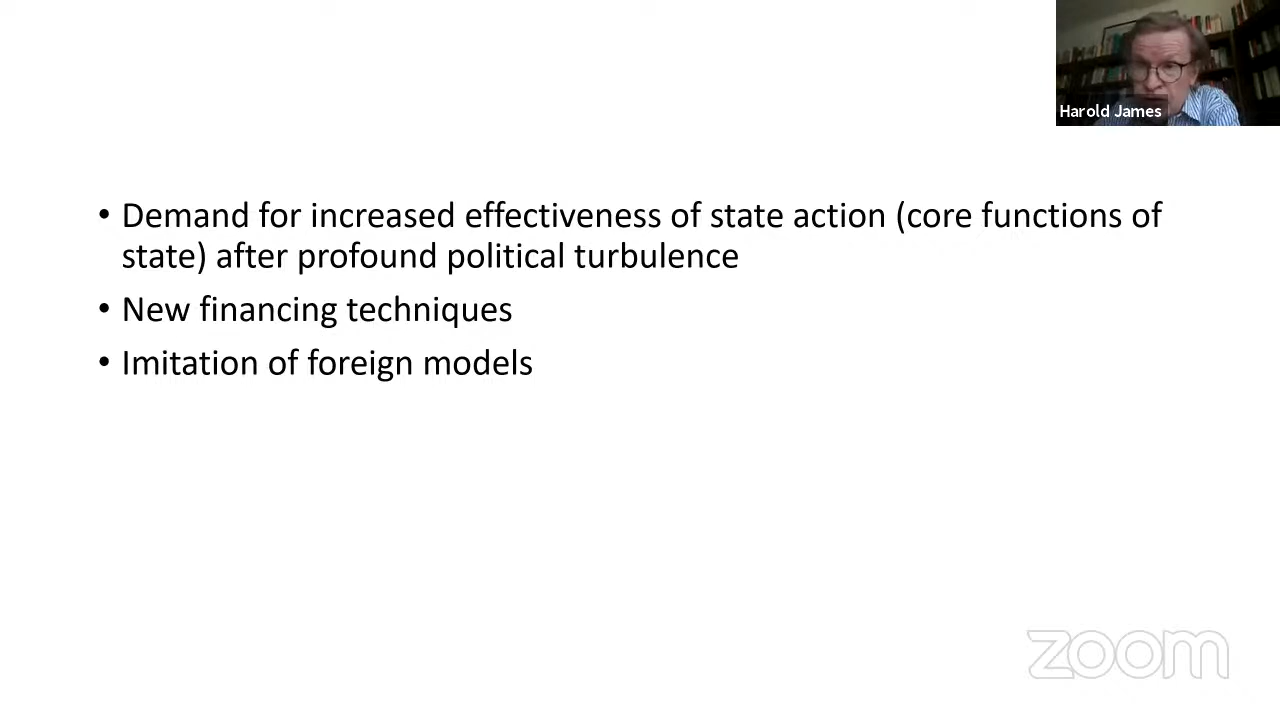 Harold James
• Demand for increased effectiveness of state action (core functions of
state) after profound political turbulence
• New financing techniques
• Imitation of foreign models
zoom